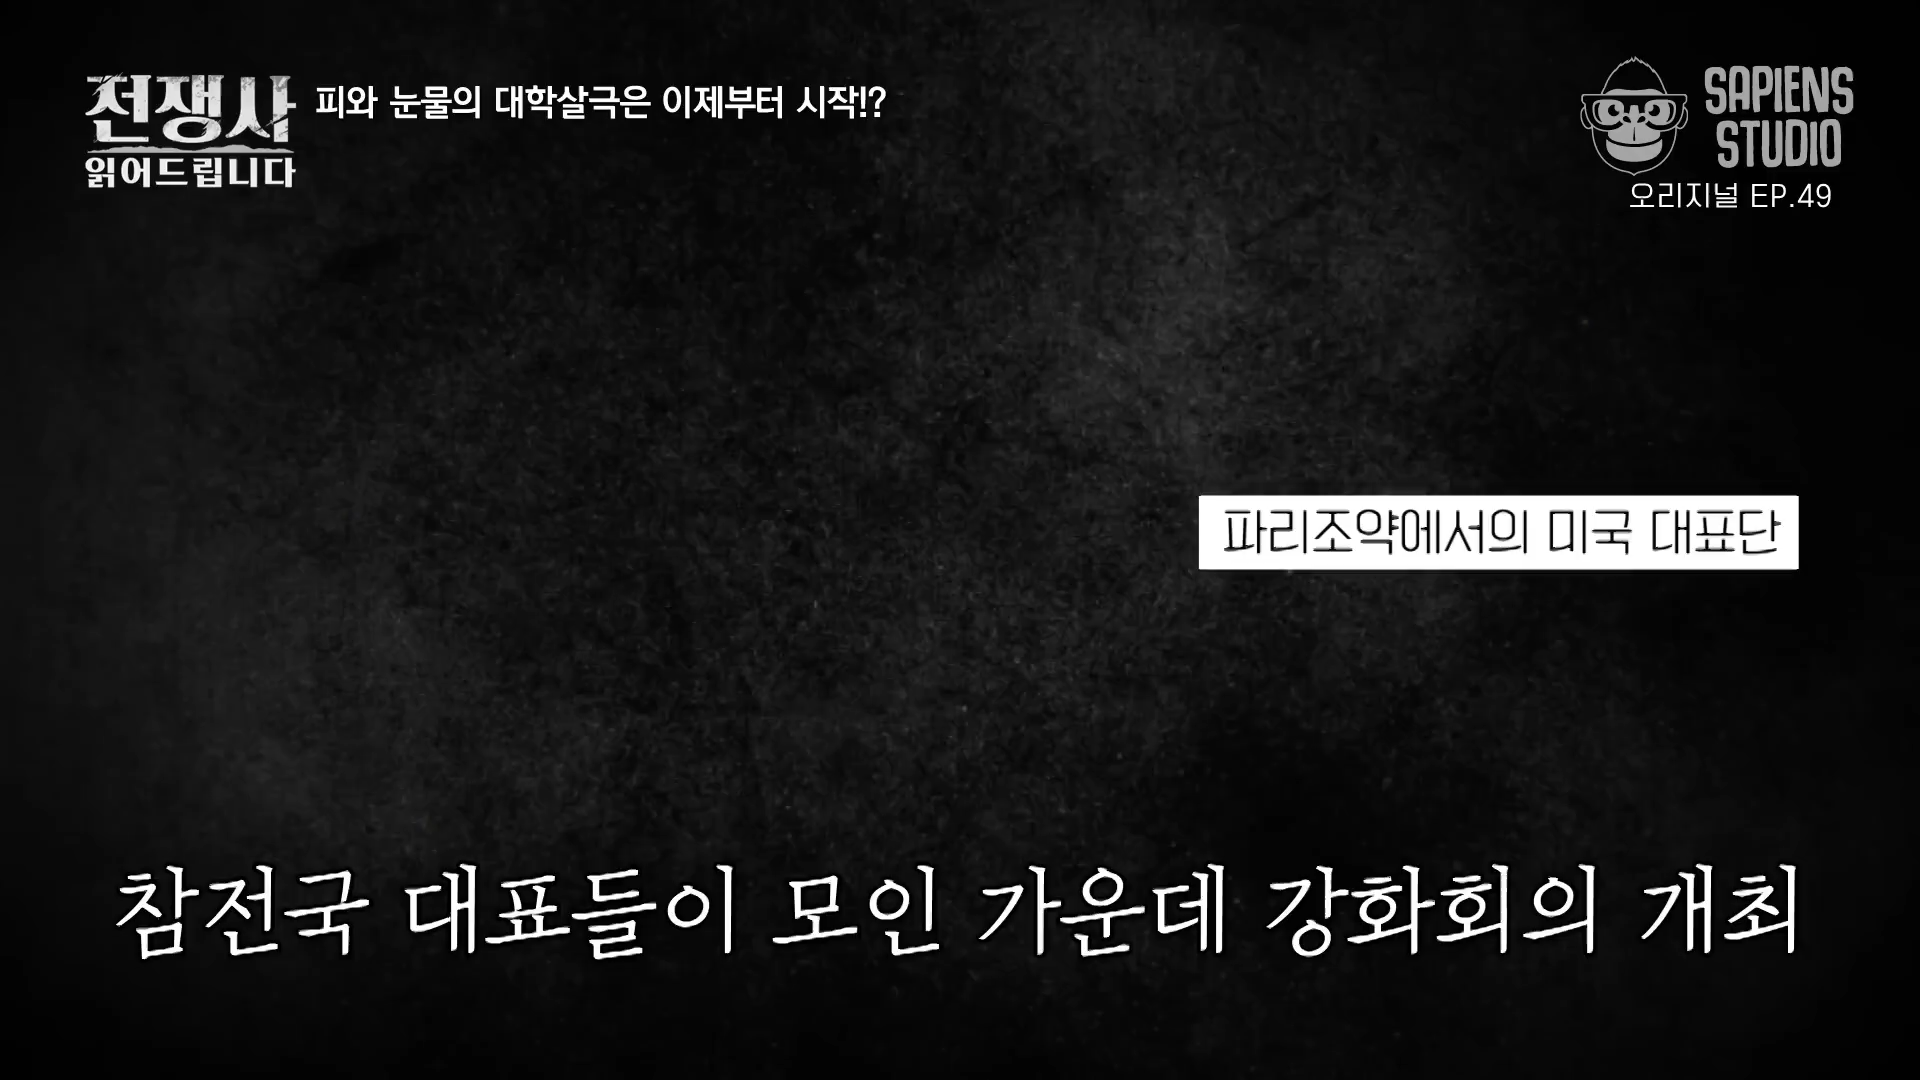 전쟁사
읽어드립니다
피와 눈물의 대학살극은 이제부터 시작!?
SAPIENS
STUDIO
오리지널 EP.49
파리조약에서의 미국 대표단
참전국 대표들이 모인 가운데 강화회의 개최